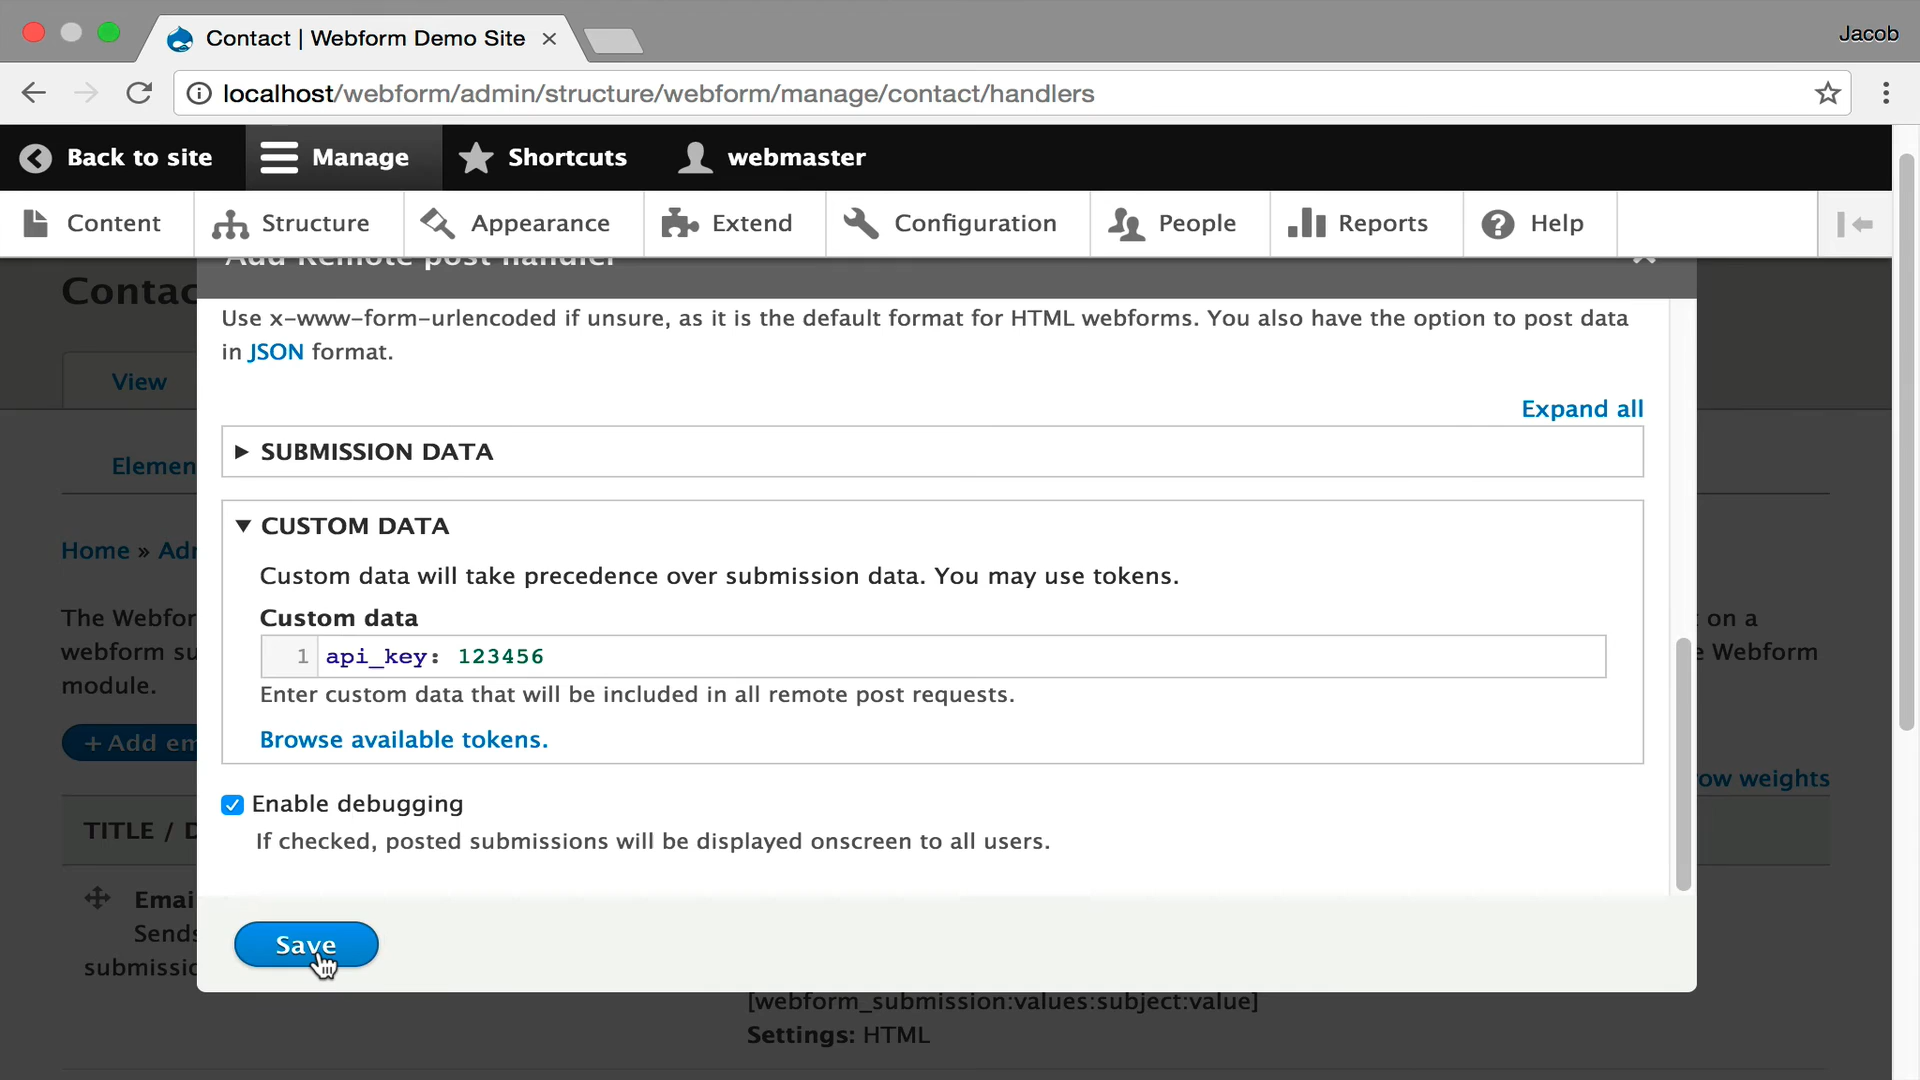 Contact | Webform Demo Site
Jacob
localhost/webform/admin/structure/webform/manage/contact/handlers
Back to site
Manage
Shortcuts
webmaster
Content
Structure
Appearance
Extend
Configuration
People
Reports
Help
Add Remote post handler
Contac
Use x-www-form-urlencoded if unsure, as it is the default format for HTML webforms. You also have the option to post data
in JSON format.
View
Expand all
SUBMISSION DATA
Elemen
CUSTOM DATA
Home » Adr
Custom data will take precedence over submission data. You may use tokens.
The Webfor
Custom data
on a
webform su
1 api_key: 123456
e Webform
module.
Enter custom data that will be included in all remote post requests.
Browse available tokens.
+ Add em
ow weights
Enable debugging
TITLE / D
If checked, posted submissions will be displayed onscreen to all users.
Emai
Sends
Save
submissic
[webform_submission:values:subject:value]
Settings: HTML